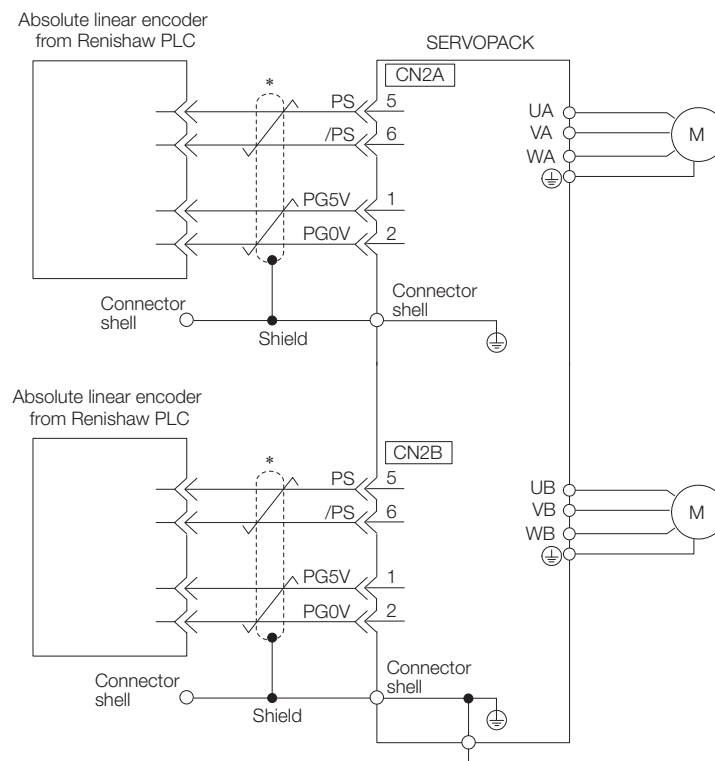 Absolute linear encoder
from Renishaw PLC
SERVOPACK
CN2A
*
PS 5
/PS 6
PG5V 1
PG0V 2
UA
VA
WA
M
Connector
shell
Shield
Connector
shell
Absolute linear encoder
from Renishaw PLC
CN2B
*
PS 5
/PS 6
PG5V 1
PG0V 2
UB
VB
WB
M
Connector
shell
Shield
Connector
shell